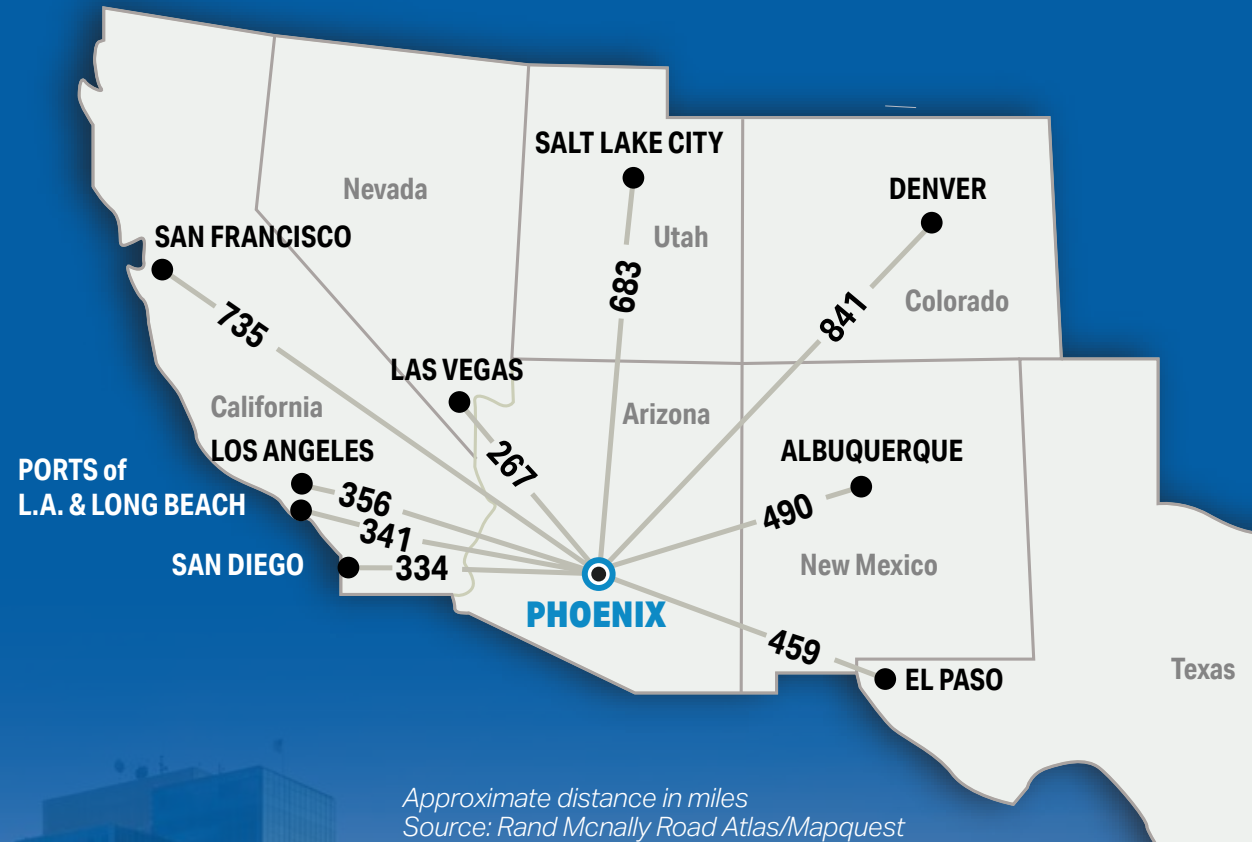 SALT LAKE CITY
DENVER
Nevada
SAN FRANCISCO
Utah
683
Colorado
735
841
LAS VEGAS
California
Arizona
LOS ANGELES
267
ALBUQUERQUE
PORTS of
L.A. & LONG BEACH
356
490
341
SAN DIEGO
334
New Mexico
PHOENIX
459
Texas
EL PASO
Approximate distance in miles
Source: Rand Mcnally Road Atlas/Mapquest